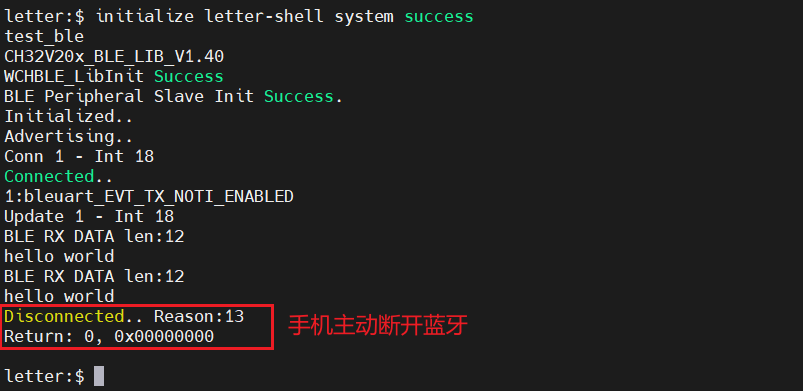 letter:$ initialize letter-shell system success
test_ble
CH32V20x_BLE_LIB_V1.40
WCHBLE_LibInit Success
BLE Peripheral Slave Init Success.
Initialized..
Advertising..
Conn 1 - Int 18
Connected..
1:bleuart_EVT_TX_NOTI_ENABLED
Update 1 - Int 18
BLE RX DATA len:12
hello world
BLE RX DATA len:12
hello world
Disconnected.. Reason:13
手机主动断开蓝牙
Return: 0, 0x00000000
letter:$